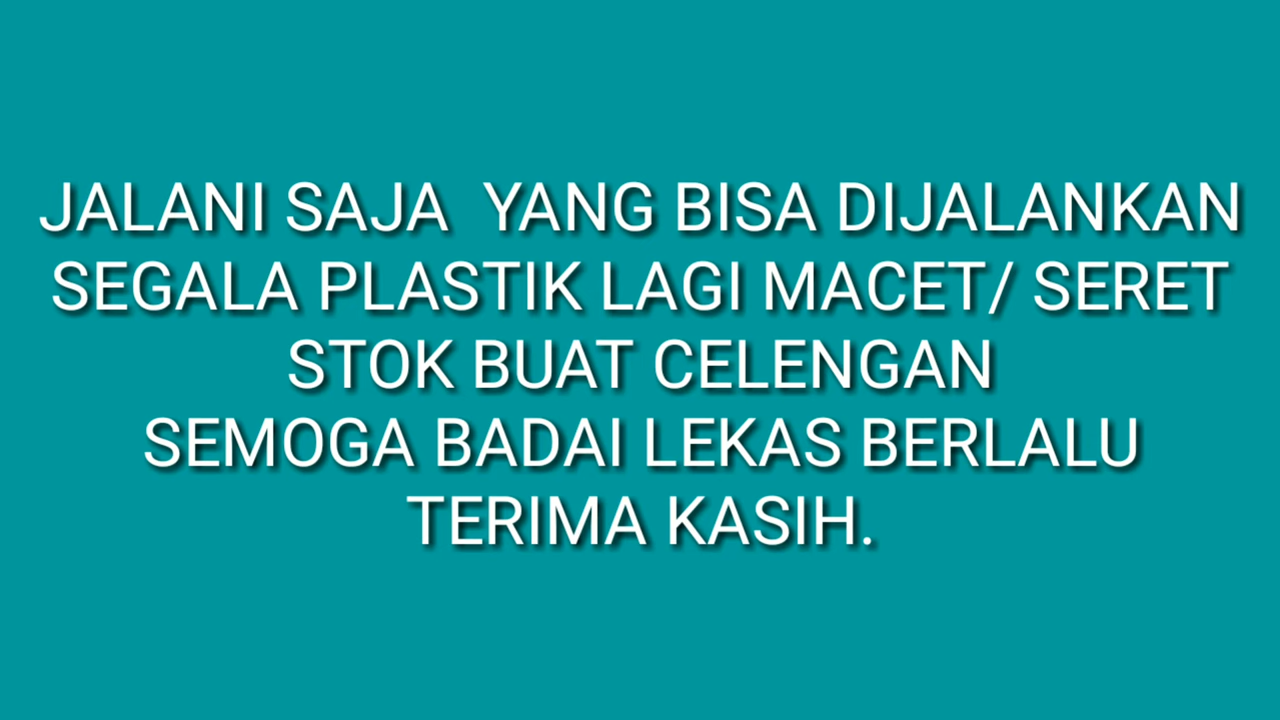 JALANI SAJA  YANG BISA DIJALANKAN
SEGALA PLASTIK LAGI MACET/ SERET
STOK BUAT CELENGAN
SEMOGA BADAI LEKAS BERLALU
TERIMA KASIH.